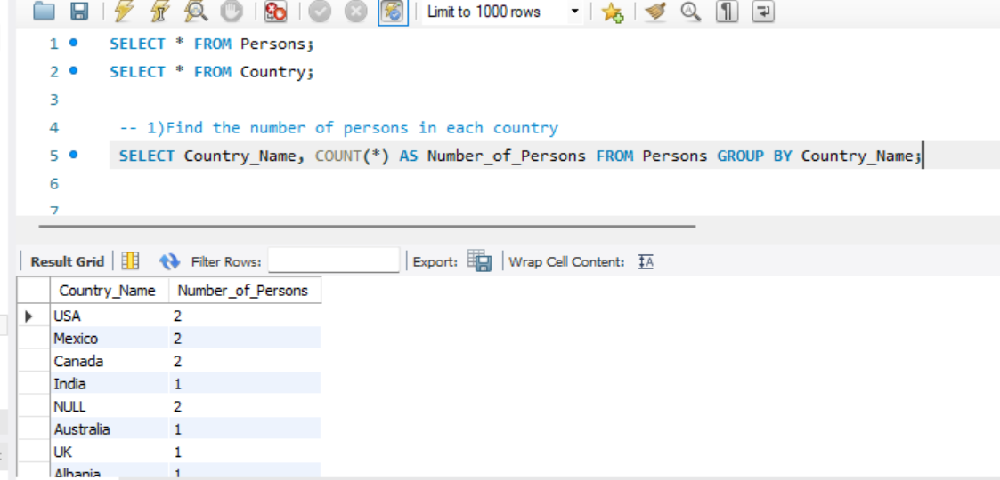 Limit to 1000 rows
1 SELECT * FROM Persons;
2 SELECT * FROM Country;
3
4 -- 1)Find the number of persons in each country
5 SELECT Country_Name, COUNT(*) AS Number_of_Persons FROM Persons GROUP BY Country_Name;
6
7
Result Grid Filter Rows: Export: Wrap Cell Content: IA
Country_Name Number_of_Persons
USA 2
Mexico 2
Canada 2
India 1
NULL 2
Australia 1
UK 1
Albania 1